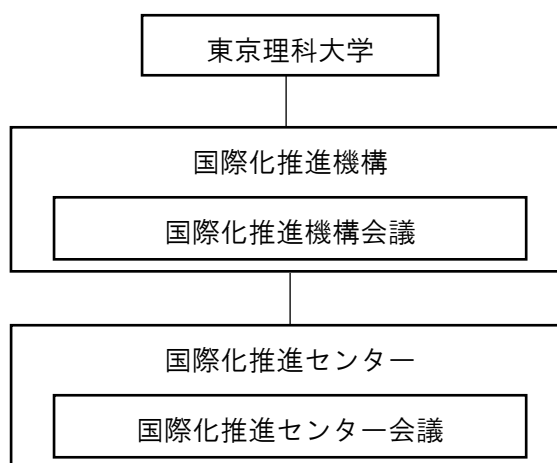 東京理科大学
国際化推進機構
国際化推進機構会議
国際化推進センター
国際化推進センター会議